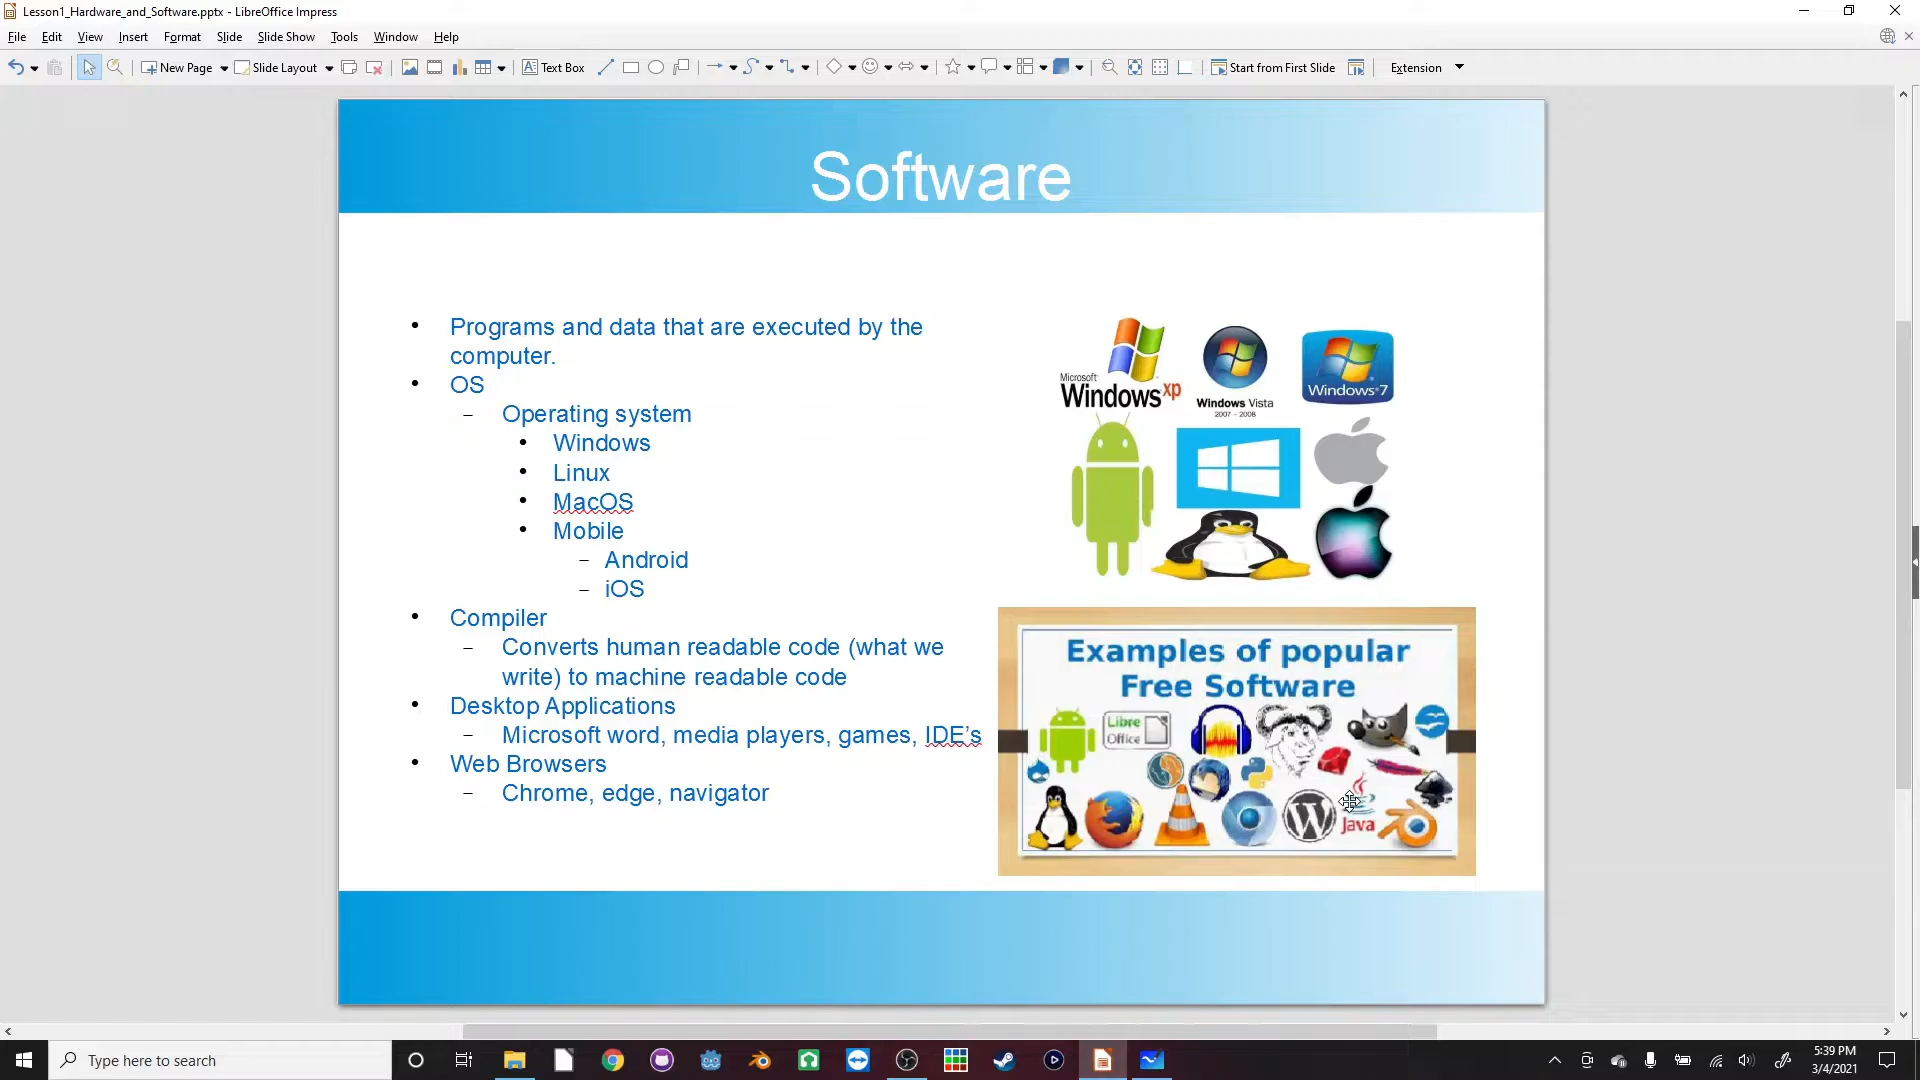 Lesson1_Hardware_and_Software.pptx - LibreOffice Impress
File Edit View Insert Format Slide Slide Show Tools Window Help
New Page Slide Layout Text Box Start from First Slide Extension
Software
• Programs and data that are executed by the
computer.
• OS
– Operating system
• Windows
• Linux
• MacOS
• Mobile
– Android
– iOS
• Compiler
– Converts human readable code (what we
write) to machine readable code
• Desktop Applications
– Microsoft word, media players, games, IDE’s
• Web Browsers
– Chrome, edge, navigator
Microsoft
Windows xp
Windows Vista
2007 - 2008
Windows 7
Examples of popular
Free Software
Libre
Office
W
Java
Type here to search
5:39 PM
3/4/2021